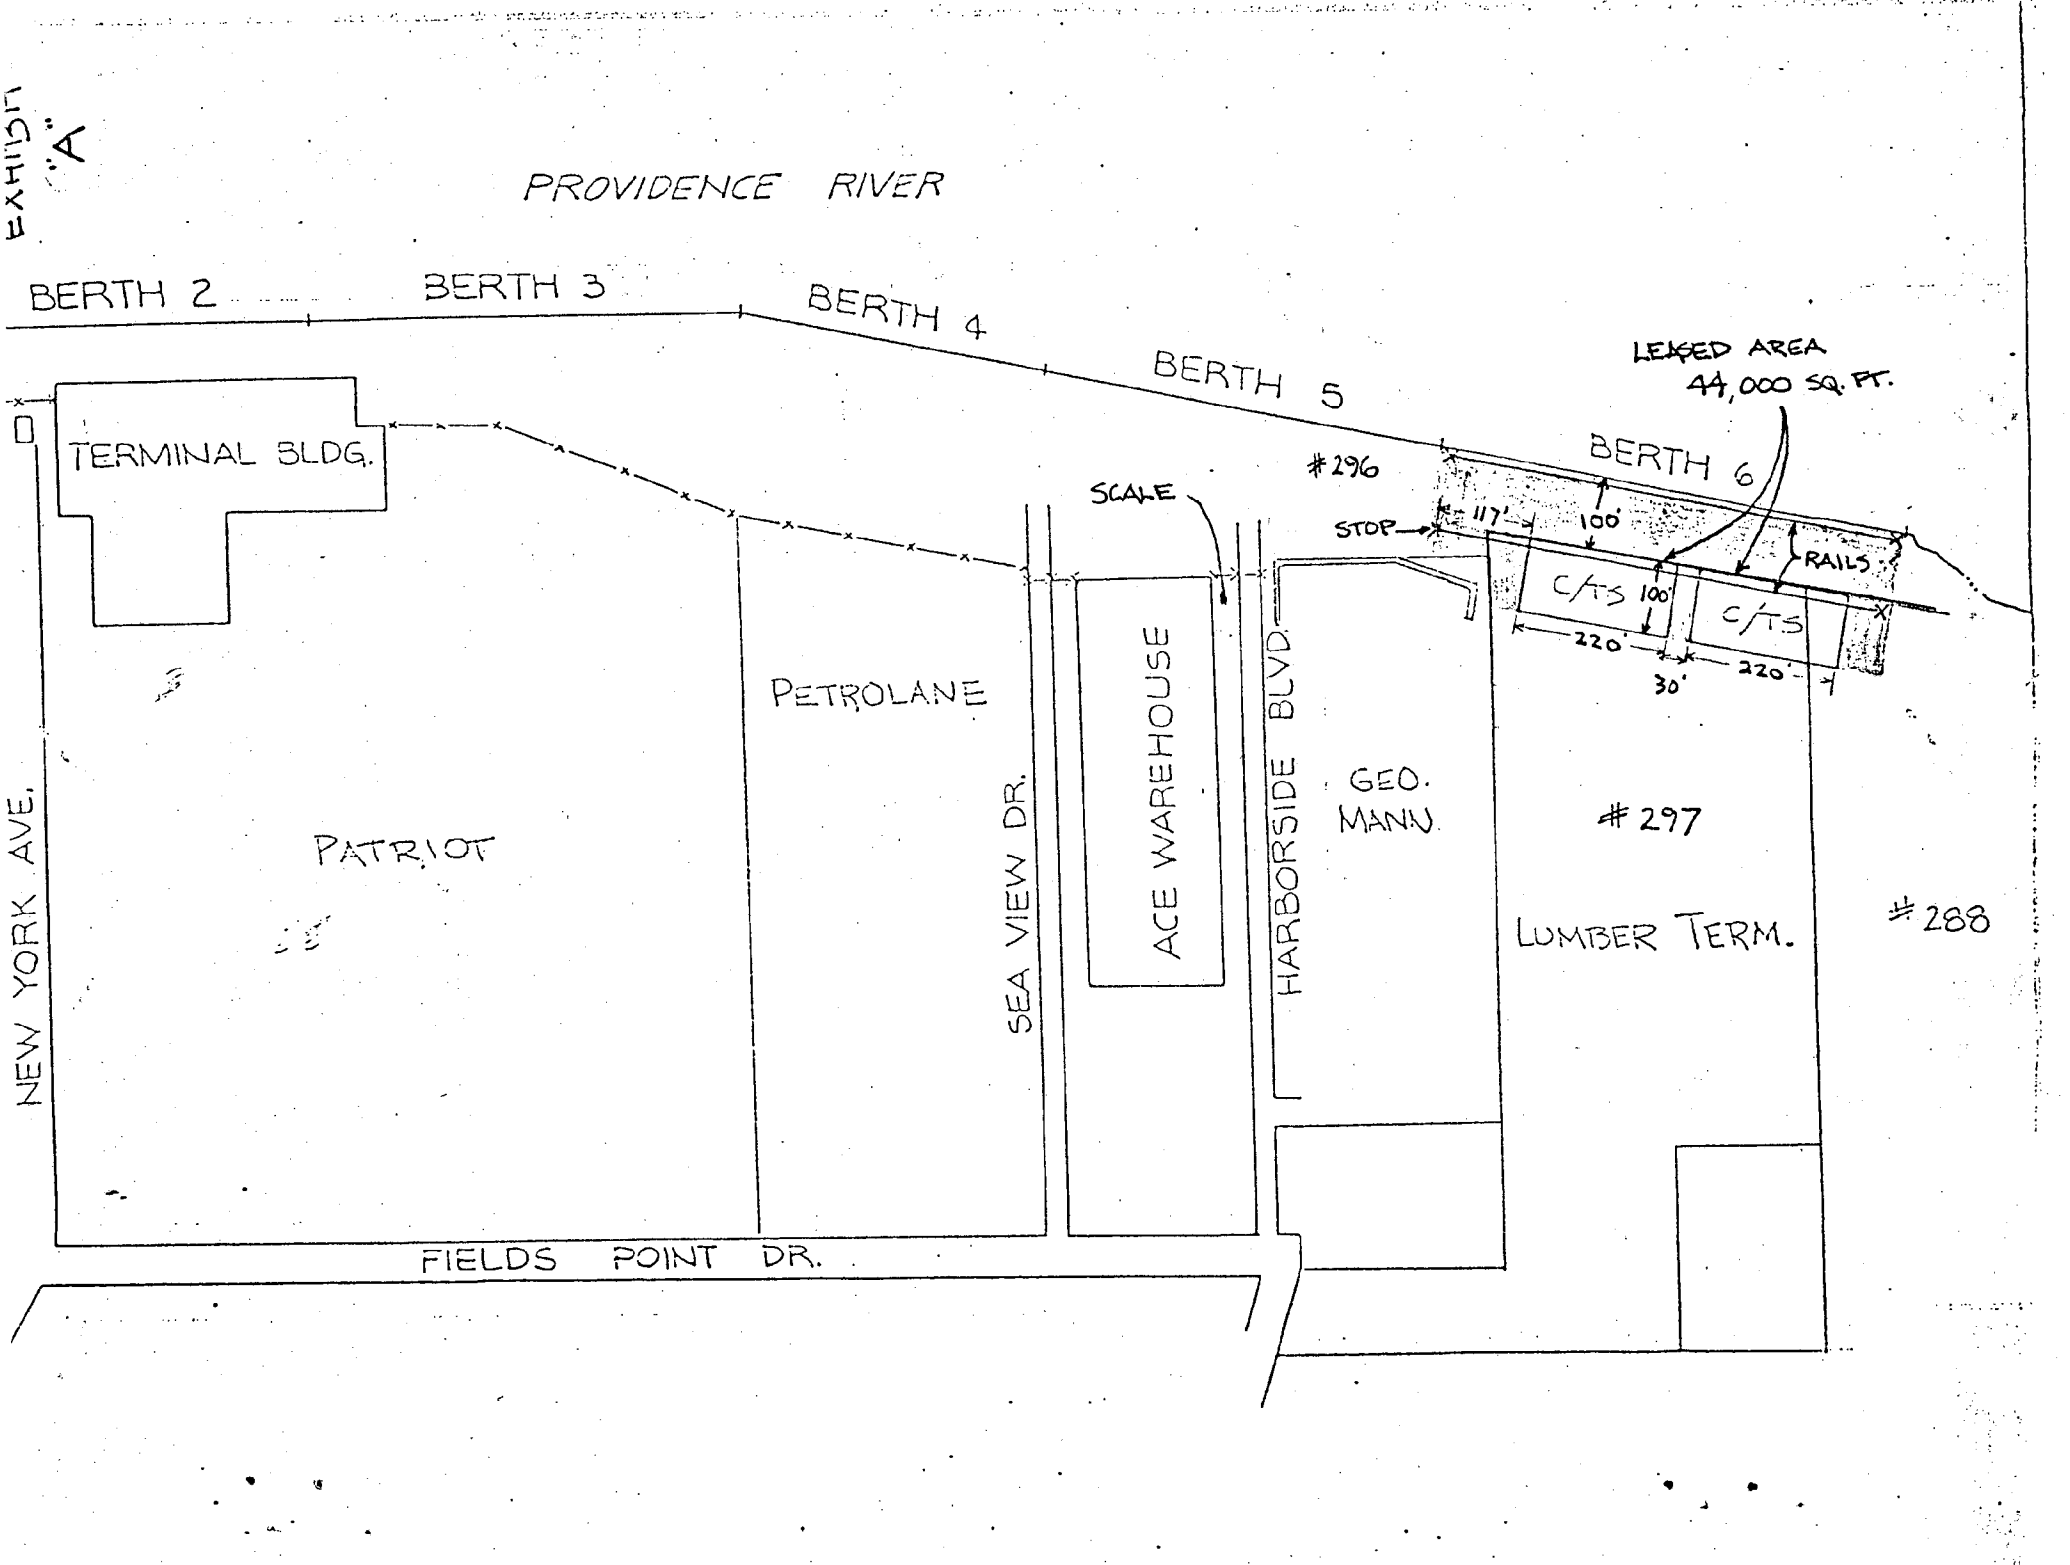 EXHIBIT
"A"
PROVIDENCE RIVER
BERTH 2
BERTH 3
BERTH 4
BERTH 5
BERTH 6
LEASED AREA
44,000 SQ. FT.
#296
SCALE
STOP
117'
100'
RAILS
TERMINAL BLDG.
C/TS
100'
C/TS
220'
30'
220'
PATRIOT
PETROLANE
ACE WAREHOUSE
GEO.
MANN.
#297
LUMBER TERM.
#288
NEW YORK AVE.
SEA VIEW DR.
HARBORSIDE BLVD.
FIELDS POINT DR.